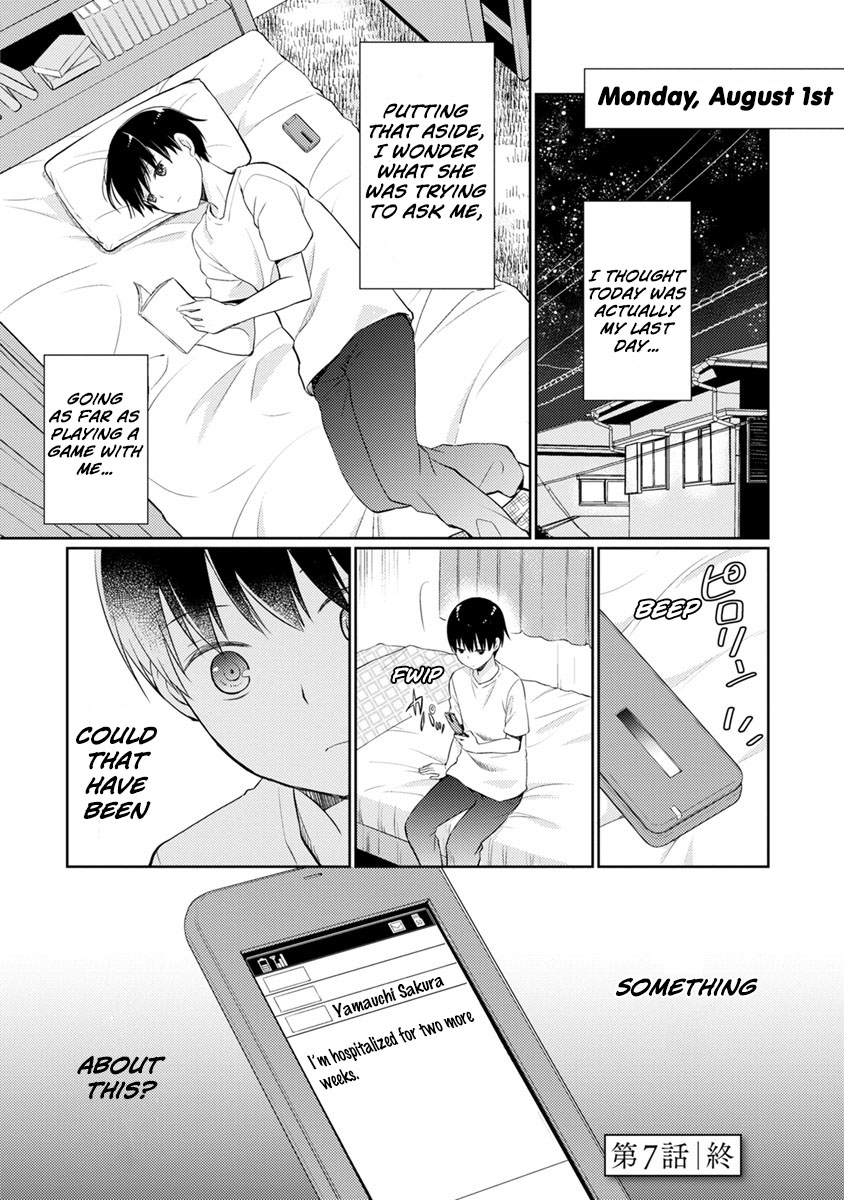 Monday, August 1st
I THOUGHT
TODAY WAS
ACTUALLY
MY LAST
DAY...
PUTTING
THAT ASIDE,
I WONDER
WHAT SHE
WAS TRYING
TO ASK ME,
GOING
AS FAR AS
PLAYING A
GAME WITH
ME...
BEEP
ピロリン
FWIP
ガバッ
COULD
THAT
HAVE
BEEN
SOMETHING
Yamauchi Sakura
I'm hospitalized for two more
weeks.
ABOUT
THIS?
第7話|終